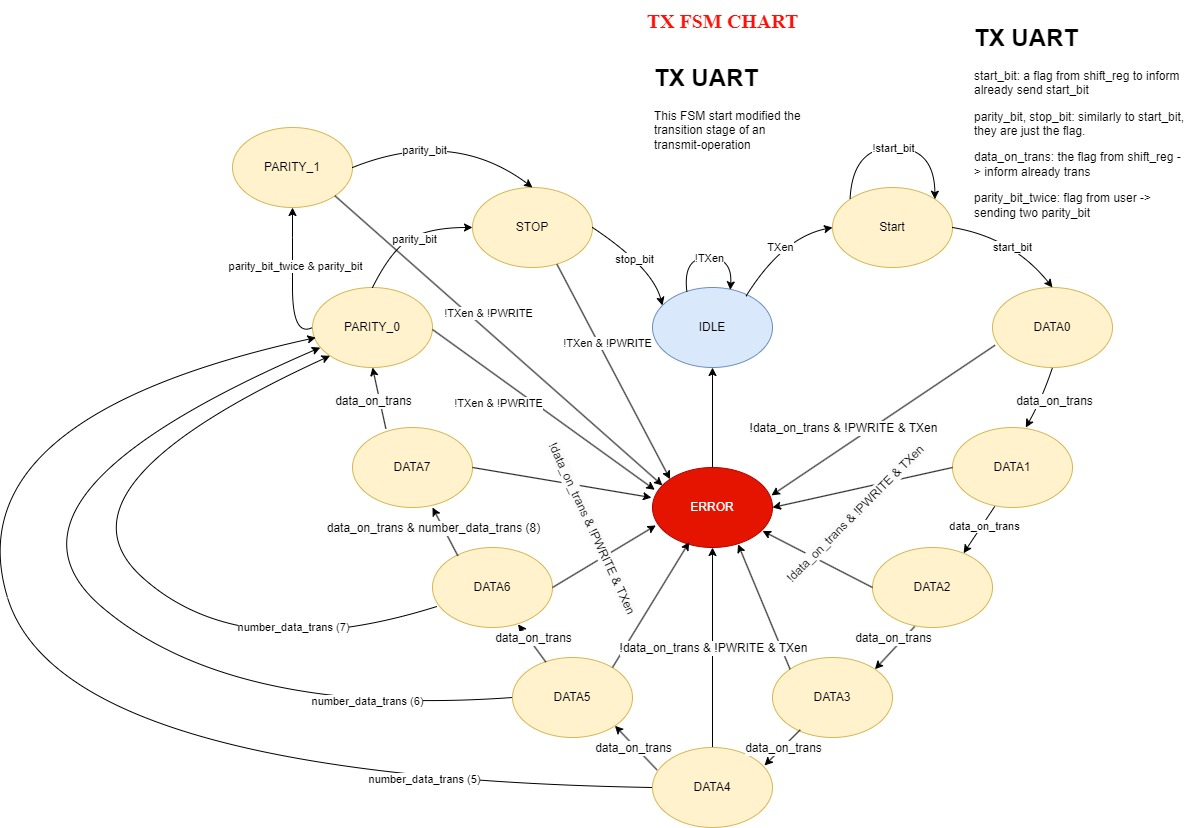 TX FSM CHART
TX UART
This FSM start modified the
transition stage of an
transmit-operation
TX UART
start_bit: a flag from shift_reg to inform
already send start_bit
parity_bit, stop_bit: similarly to start_bit,
they are just the flag.
data_on_trans: the flag from shift_reg -
> inform already trans
parity_bit_twice: flag from user ->
sending two parity_bit
!start_bit
PARITY_1
parity_bit
STOP
Start
parity_bit
stop_bit
!TXen
TXen
start_bit
parity_bit_twice & parity_bit
PARITY_0
!TXen & !PWRITE
!TXen & !PWRITE
IDLE
DATA0
data_on_trans
!TXen & !PWRITE
data_on_trans
!data_on_trans & !PWRITE & TXen
DATA7
!data_on_trans & !PWRITE & TXen
ERROR
!data_on_trans & !PWRITE & TXen
DATA1
data_on_trans & number_data_trans (8)
data_on_trans
DATA6
DATA2
number_data_trans (7)
data_on_trans
!data_on_trans & !PWRITE & TXen
data_on_trans
number_data_trans (6)
DATA5
DATA3
data_on_trans
data_on_trans
number_data_trans (5)
DATA4